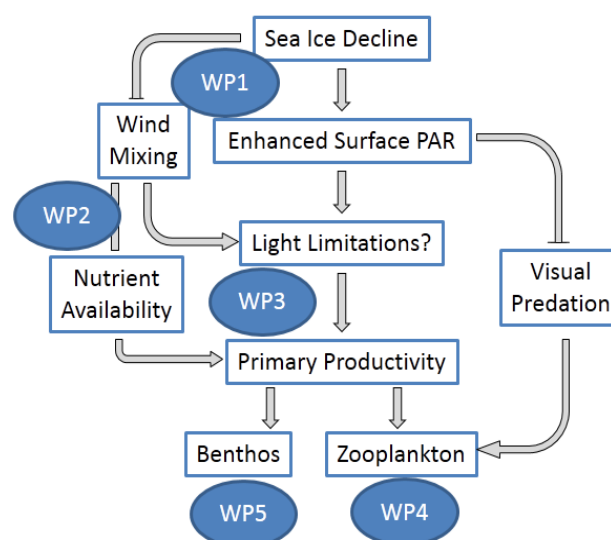 Sea Ice Decline
WP1
Wind
Mixing
Enhanced Surface PAR
WP2
Light Limitations?
Nutrient
Availability
WP3
Visual
Predation
Primary Productivity
Benthos
Zooplankton
WP5
WP4